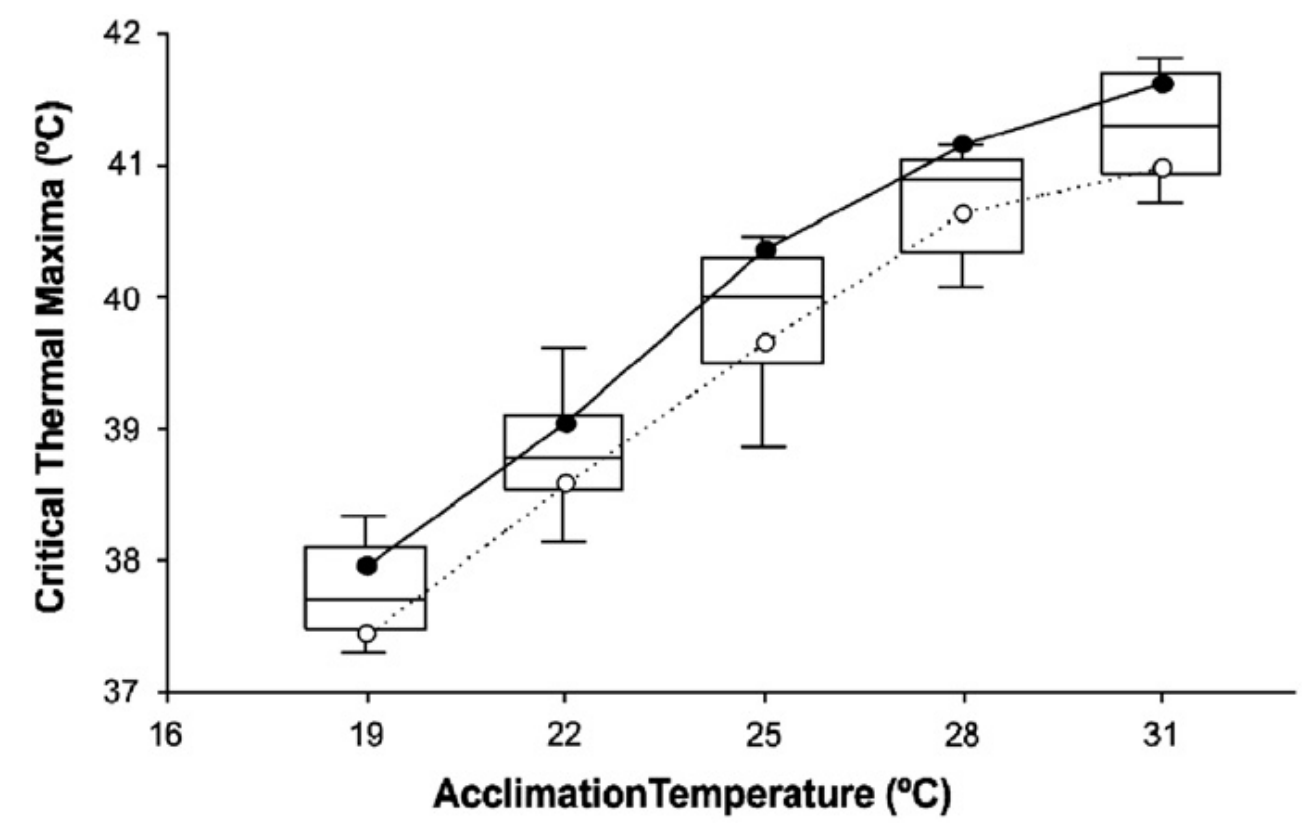 Critical Thermal Maxima (ºC)
42
41
40
39
38
37
16 19 22 25 28 31
AcclimationTemperature (ºC)